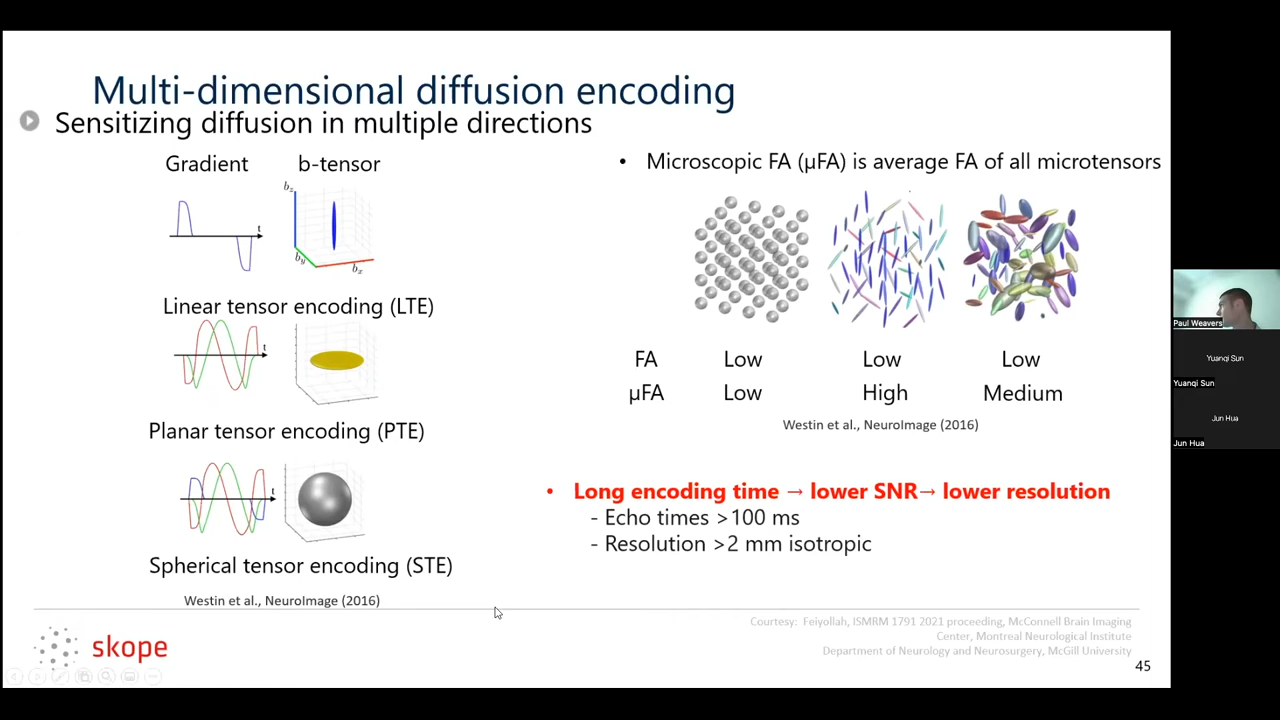 Multi-dimensional diffusion encoding
Sensitizing diffusion in multiple directions
Gradient b-tensor
b_z
t
b_y
b_x
Linear tensor encoding (LTE)
t
Planar tensor encoding (PTE)
t
Spherical tensor encoding (STE)
Westin et al., NeuroImage (2016)
• Microscopic FA (µFA) is average FA of all microtensors
FA Low Low Low
µFA Low High Medium
Westin et al., NeuroImage (2016)
• Long encoding time → lower SNR→ lower resolution
- Echo times >100 ms
- Resolution >2 mm isotropic
skope
Courtesy: Feiyollah, ISMRM 1791 2021 proceeding, McConnell Brain Imaging
Center, Montreal Neurological Institute
Department of Neurology and Neurosurgery, McGill University
45
Paul Weavers
Yuanqi Sun
Yuanqi Sun
Jun Hua
Jun Hua